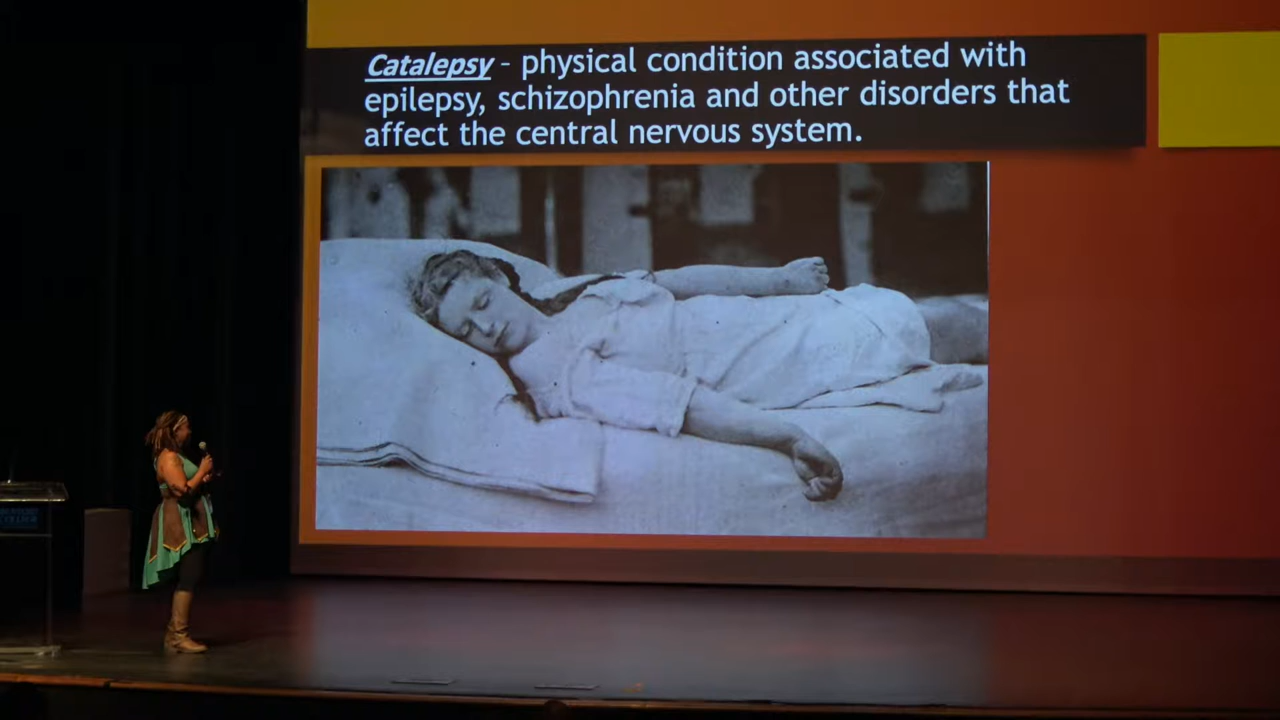 Catalepsy - physical condition associated with
epilepsy, schizophrenia and other disorders that
affect the central nervous system.